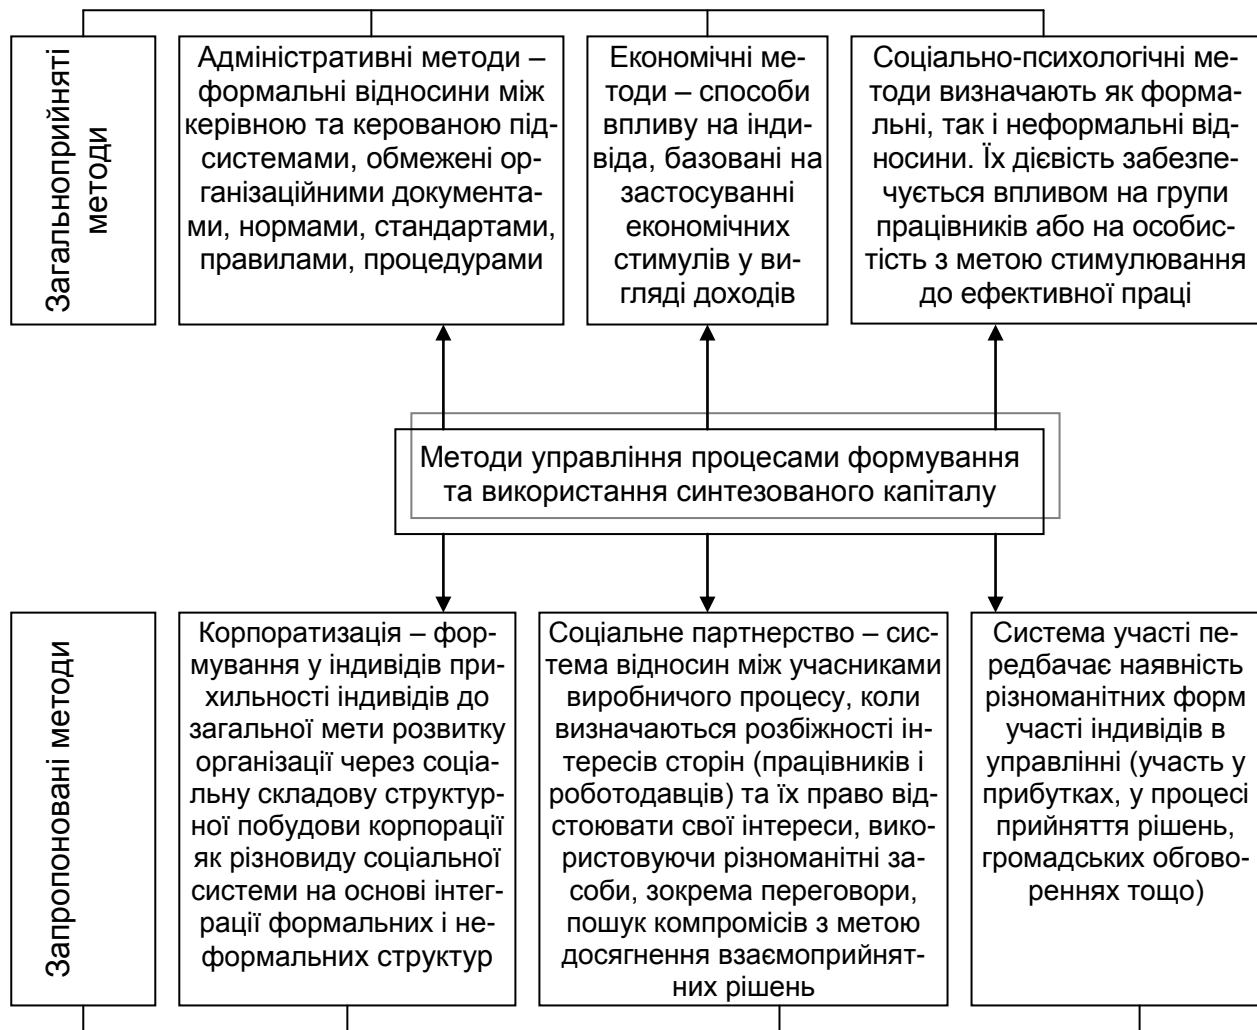 Загальноприйняті
методи
Адміністративні методи –
формальні відносини між
керівною та керованою під-
системами, обмежені ор-
ганізаційними документа-
ми, нормами, стандартами,
правилами, процедурами
Економічні ме-
тоди – способи
впливу на інди-
віда, базовані на
застосуванні
економічних
стимулів у ви-
гляді доходів
Соціально-психологічні ме-
тоди визначають як форма-
льні, так і неформальні від-
носини. Їх дієвість забезпе-
чується впливом на групи
працівників або на особис-
тість з метою стимулювання
до ефективної праці
Методи управління процесами формування
та використання синтезованого капіталу
Запропоновані методи
Корпоратизація – фор-
мування у індивідів при-
хильності індивідів до
загальної мети розвитку
організації через соціа-
льну складову структур-
ної побудови корпорації
як різновиду соціальної
системи на основі інтег-
рації формальних і не-
формальних структур
Соціальне партнерство – сис-
тема відносин між учасниками
виробничого процесу, коли
визначаються розбіжності ін-
тересів сторін (працівників і
роботодавців) та їх право від-
стоювати свої інтереси, вико-
ристовуючи різноманітні за-
соби, зокрема переговори,
пошук компромісів з метою
досягнення взаємоприйнят-
них рішень
Система участі пе-
редбачає наявність
різноманітних форм
участі індивідів в
управлінні (участь у
прибутках, у процесі
прийняття рішень,
громадських обгово-
реннях тощо)